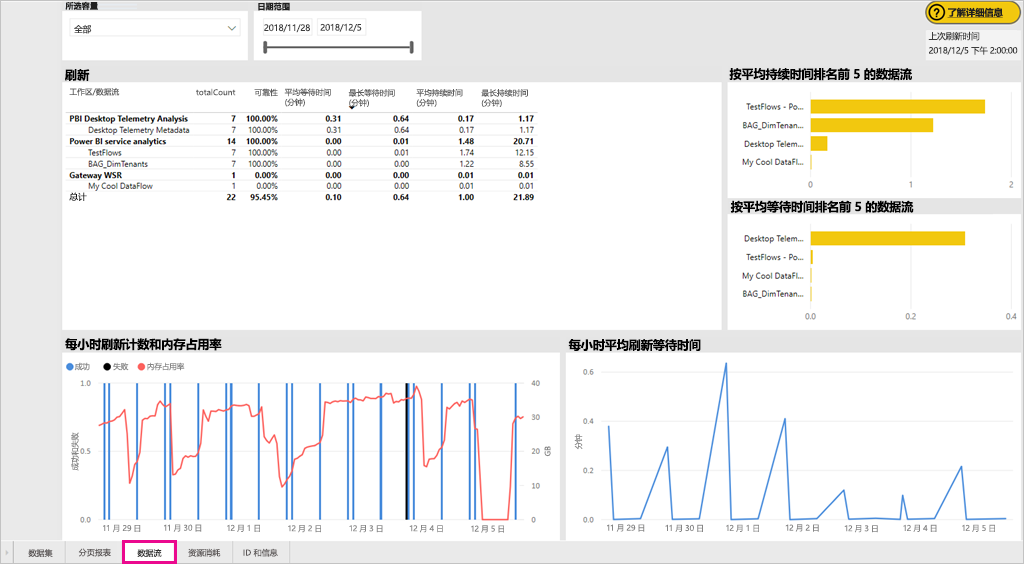 所选容量
日期范围
了解详细信息
全部
2018/11/28
2018/12/5
上次刷新时间
2018/12/5 下午 2:00:00
刷新
工作区/数据流 totalCount 可靠性 平均等待时间(分钟) 最长等待时间(分钟) 平均持续时间(分钟) 最长持续时间(分钟)
PBI Desktop Telemetry Analysis 7 100.00% 0.31 0.64 0.17 1.17
Desktop Telemetry Metadata 7 100.00% 0.31 0.64 0.17 1.17
Power BI service analytics 14 100.00% 0.00 0.01 1.48 20.71
TestFlows 7 100.00% 0.00 0.01 1.74 12.15
BAG_DimTenants 7 100.00% 0.00 0.00 1.22 8.55
Gateway WSR 1 0.00% 0.00 0.00 0.01 0.01
My Cool DataFlow 1 0.00% 0.00 0.00 0.01 0.01
总计 22 95.45% 0.10 0.64 1.00 21.89
按平均持续时间排名前 5 的数据流
TestFlows - Po...
BAG_DimTenan...
Desktop Telem...
My Cool DataFl...
0 1 2
按平均等待时间排名前 5 的数据流
Desktop Telem...
TestFlows - Po...
My Cool DataFl...
BAG_DimTenan...
0.0 0.2 0.4
每小时刷新计数和内存占用率
成功 失败 内存占用率
成功和失败
1.0
0.5
0.0
40
30
20
10
0
GB
11 月 29 日 11 月 30 日 12 月 1 日 12 月 2 日 12 月 3 日 12 月 4 日 12 月 5 日
每小时平均刷新等待时间
分钟
0.6
0.4
0.2
0.0
11 月 29 日 11 月 30 日 12 月 1 日 12 月 2 日 12 月 3 日 12 月 4 日 12 月 5 日
数据集 分页报表 数据流 资源消耗 ID 和信息